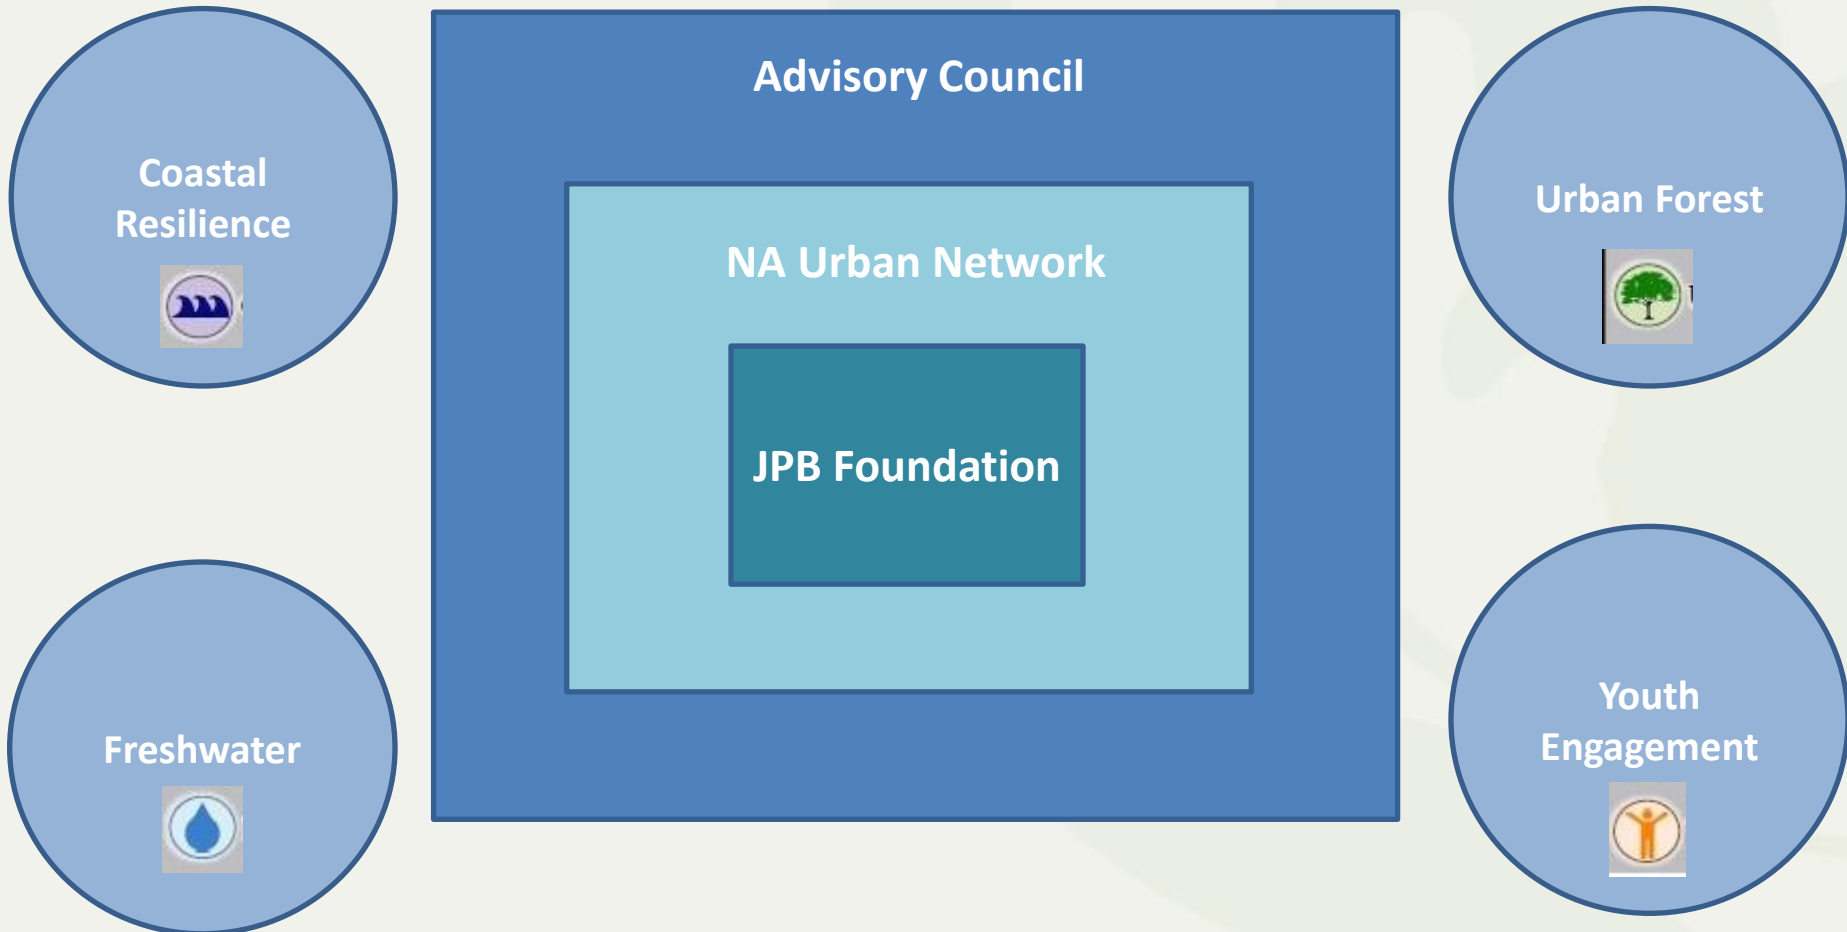 Advisory Council
Coastal
Resilience
Urban Forest
NA Urban Network
JPB Foundation
Freshwater
Youth
Engagement